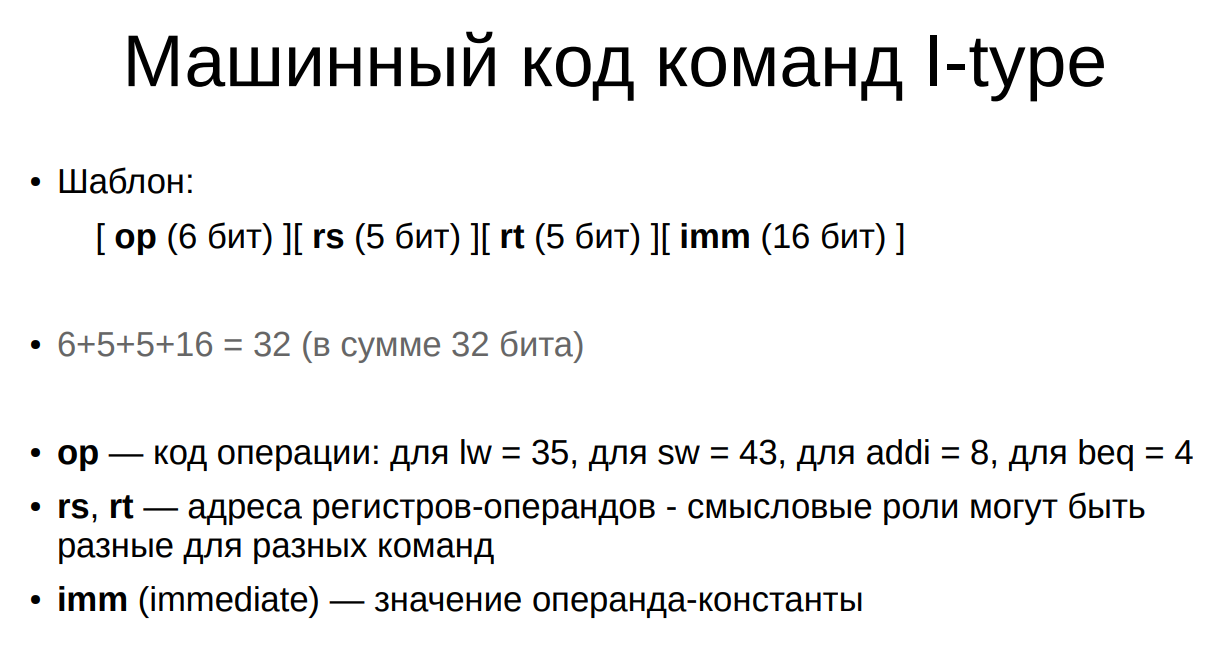 Машинный код команд I-type
• Шаблон:
[ op (6 бит) ][ rs (5 бит) ][ rt (5 бит) ][ imm (16 бит) ]
• 6+5+5+16 = 32 (в сумме 32 бита)
• op — код операции: для lw = 35, для sw = 43, для addi = 8, для beq = 4
• rs, rt — адреса регистров-операндов - смысловые роли могут быть
разные для разных команд
• imm (immediate) — значение операнда-константы